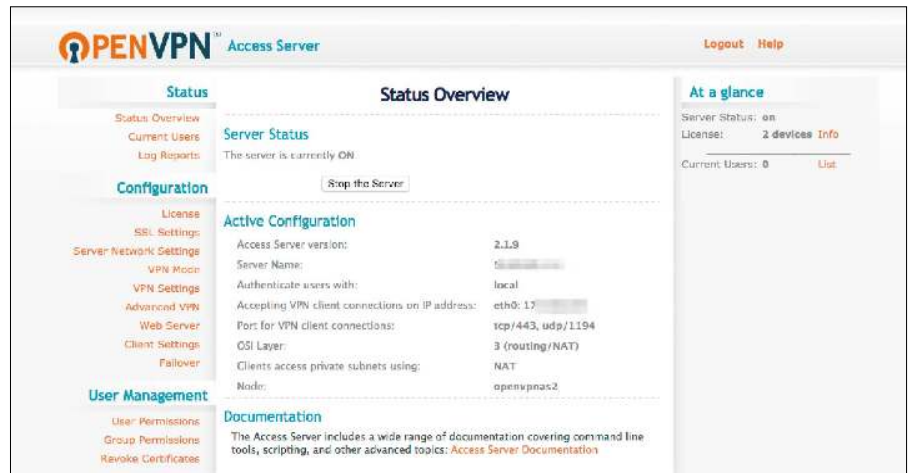 OPENVPN™ Access Server
Logout Help
Status
Status Overview
Current Users
Log Reports
Configuration
License
SSL Settings
Server Network Settings
VPN Mode
VPN Settings
Advanced VPN
Web Server
Client Settings
Failover
User Management
User Permissions
Group Permissions
Revoke Certificates
Status Overview
Server Status
The server is currently ON
Stop the Server
Active Configuration
Access Server version: 2.1.9
Server Name:
Authenticate users with: local
Accepting VPN client connections on IP address: eth0: 17
Port for VPN client connections: tcp/443, udp/1194
OSI Layer: 3 (routing/NAT)
Clients access private subnets using: NAT
Node: openvpnas2
Documentation
The Access Server includes a wide range of documentation covering command line
tools, scripting, and other advanced topics: Access Server Documentation
At a glance
Server Status: on
License: 2 devices Info
Current Users: 0 List